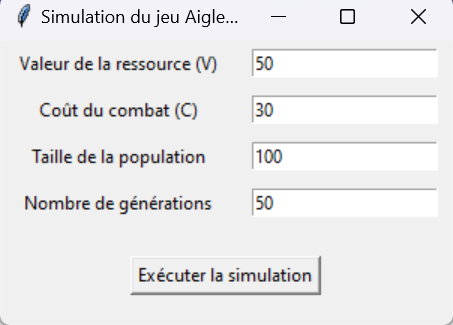 Simulation du jeu Aigle...
Valeur de la ressource (V) 50
Coût du combat (C) 30
Taille de la population 100
Nombre de générations 50
Exécuter la simulation